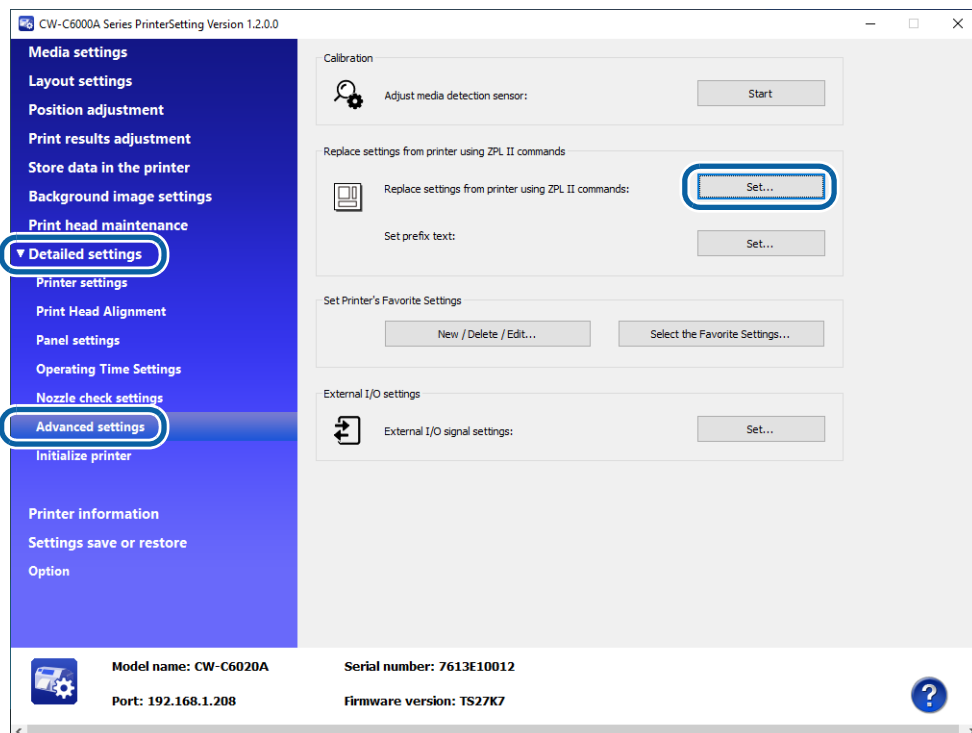 CW-C6000A Series PrinterSetting Version 1.2.0.0
Media settings
Layout settings
Position adjustment
Print results adjustment
Store data in the printer
Background image settings
Print head maintenance
▼ Detailed settings
Printer settings
Print Head Alignment
Panel settings
Operating Time Settings
Nozzle check settings
Advanced settings
Initialize printer
Printer information
Settings save or restore
Option
Calibration
Adjust media detection sensor:
Start
Replace settings from printer using ZPL II commands
Replace settings from printer using ZPL II commands:
Set...
Set prefix text:
Set...
Set Printer's Favorite Settings
New / Delete / Edit...
Select the Favorite Settings...
External I/O settings
External I/O signal settings:
Set...
Model name: CW-C6020A
Serial number: 7613E10012
Port: 192.168.1.208
Firmware version: TS27K7
?